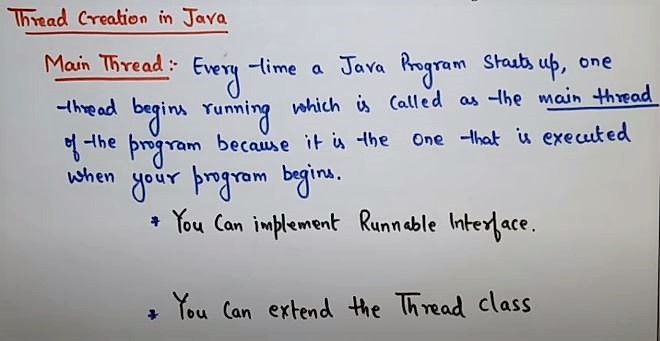 Thread Creation in Java
Main Thread :- Every time a Java Program starts up, one
thread begins running which is called as the main thread
of the program because it is the one that is executed
when your program begins.
* You Can implement Runnable Interface.
* You Can extend the Thread class